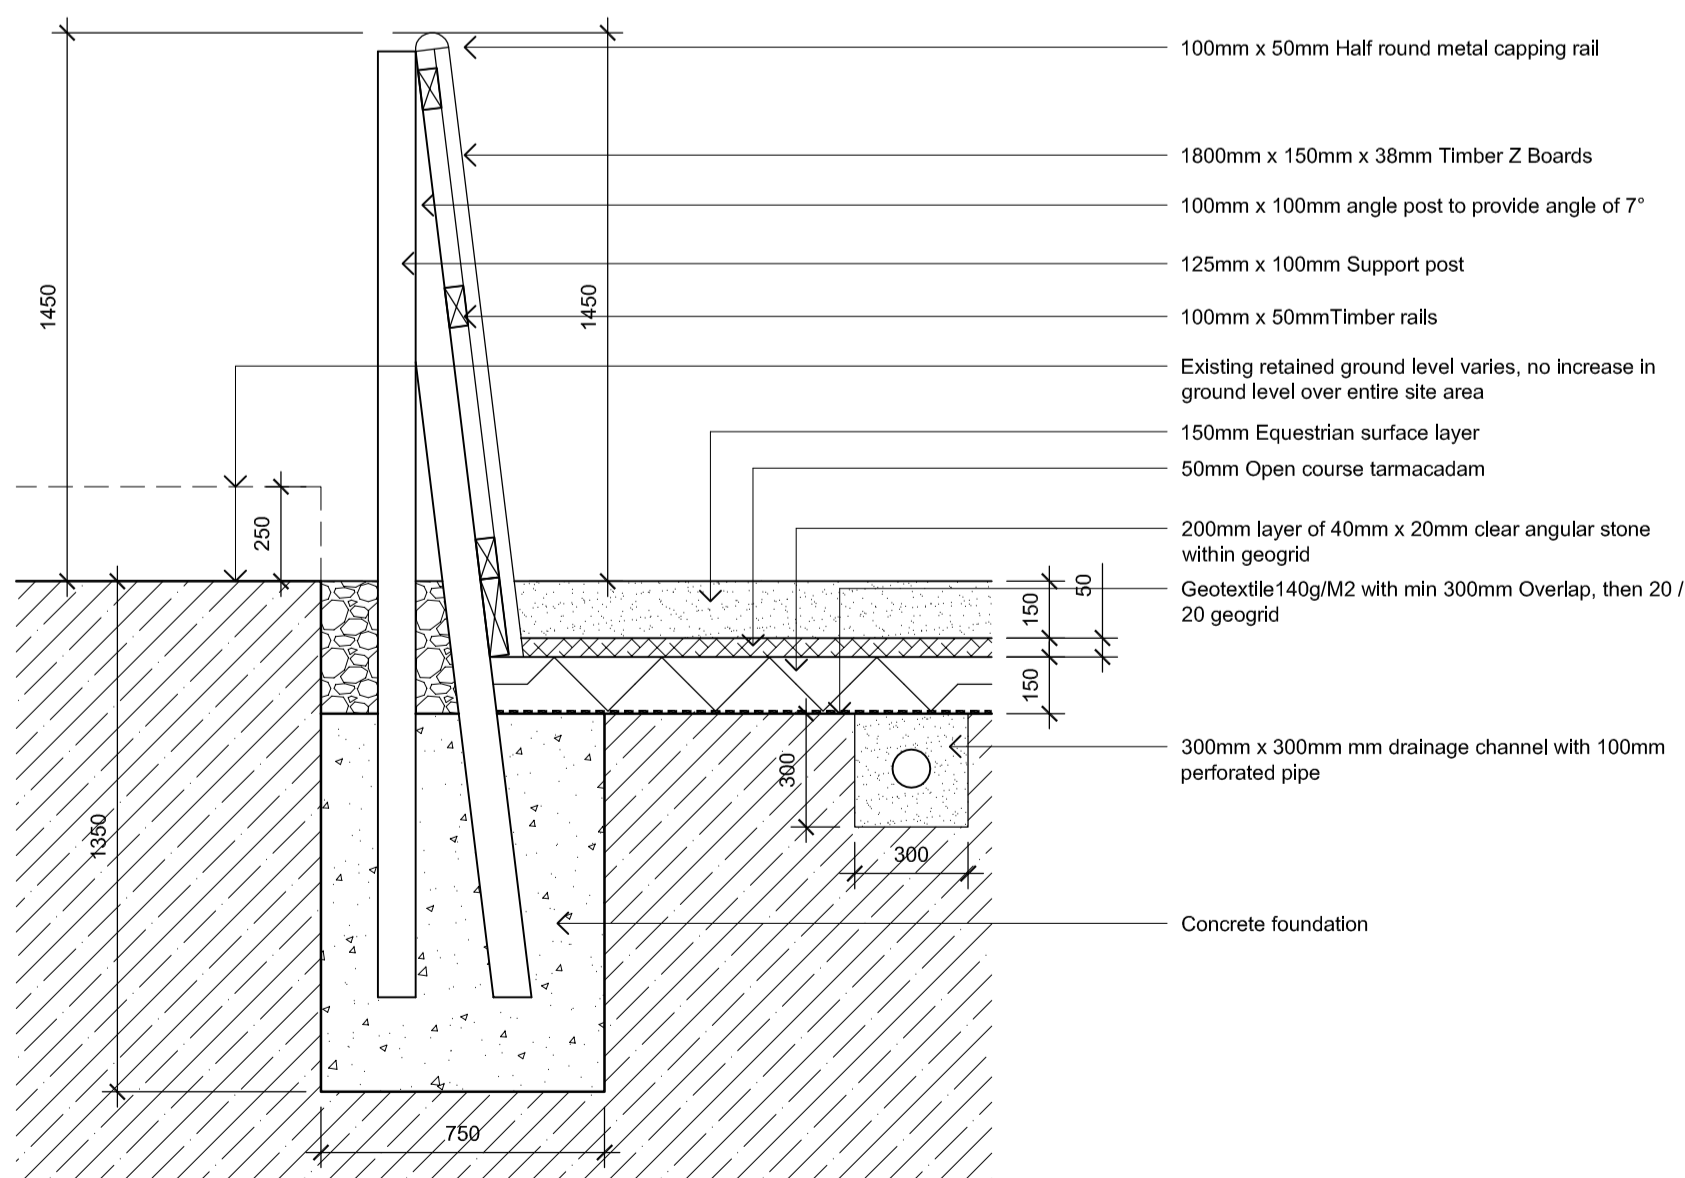 100mm x 50mm Half round metal capping rail
1800mm x 150mm x 38mm Timber Z Boards
100mm x 100mm angle post to provide angle of 7°
125mm x 100mm Support post
100mm x 50mmTimber rails
Existing retained ground level varies, no increase in
ground level over entire site area
150mm Equestrian surface layer
50mm Open course tarmacadam
200mm layer of 40mm x 20mm clear angular stone
within geogrid
Geotextile140g/M2 with min 300mm Overlap, then 20 /
20 geogrid
300mm x 300mm mm drainage channel with 100mm
perforated pipe
Concrete foundation
1450
1450
250
1350
750
150
50
150
300
300